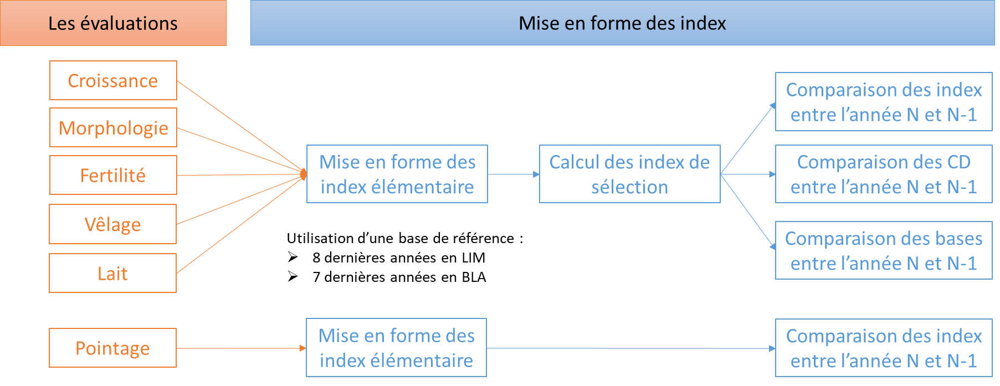 Les évaluations
Mise en forme des index
Croissance
Morphologie
Fertilité
Vêlage
Lait
Mise en forme des
index élémentaire
Calcul des index de
sélection
Comparaison des index
entre l’année N et N-1
Comparaison des CD
entre l’année N et N-1
Comparaison des bases
entre l’année N et N-1
Utilisation d’une base de référence :
➢ 8 dernières années en LIM
➢ 7 dernières années en BLA
Pointage
Mise en forme des
index élémentaire
Comparaison des index
entre l’année N et N-1